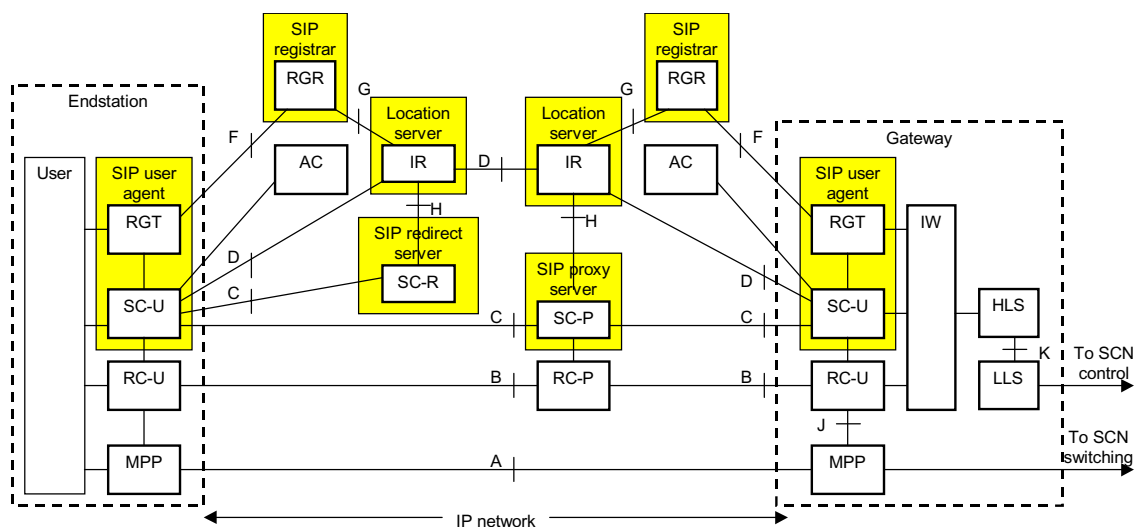 SIP
registrar
RGR
SIP
registrar
RGR
G
G
Endstation
Location
server
IR
Location
server
IR
Gateway
F
F
AC
AC
D
User
SIP user
agent
RGT
SIP user
agent
RGT
IW
H
H
SIP redirect
server
SC-R
SIP proxy
server
SC-P
D
D
C
SC-U
SC-U
HLS
C
C
K
To SCN
control
RC-U
B
RC-P
B
RC-U
LLS
J
To SCN
switching
MPP
A
MPP
IP network